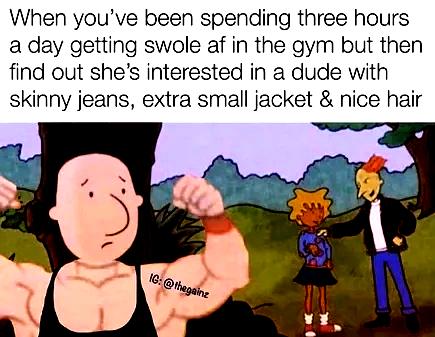 When you've been spending three hours
a day getting swole af in the gym but then
find out she's interested in a dude with
skinny jeans, extra small jacket & nice hair
IG: @thegainz